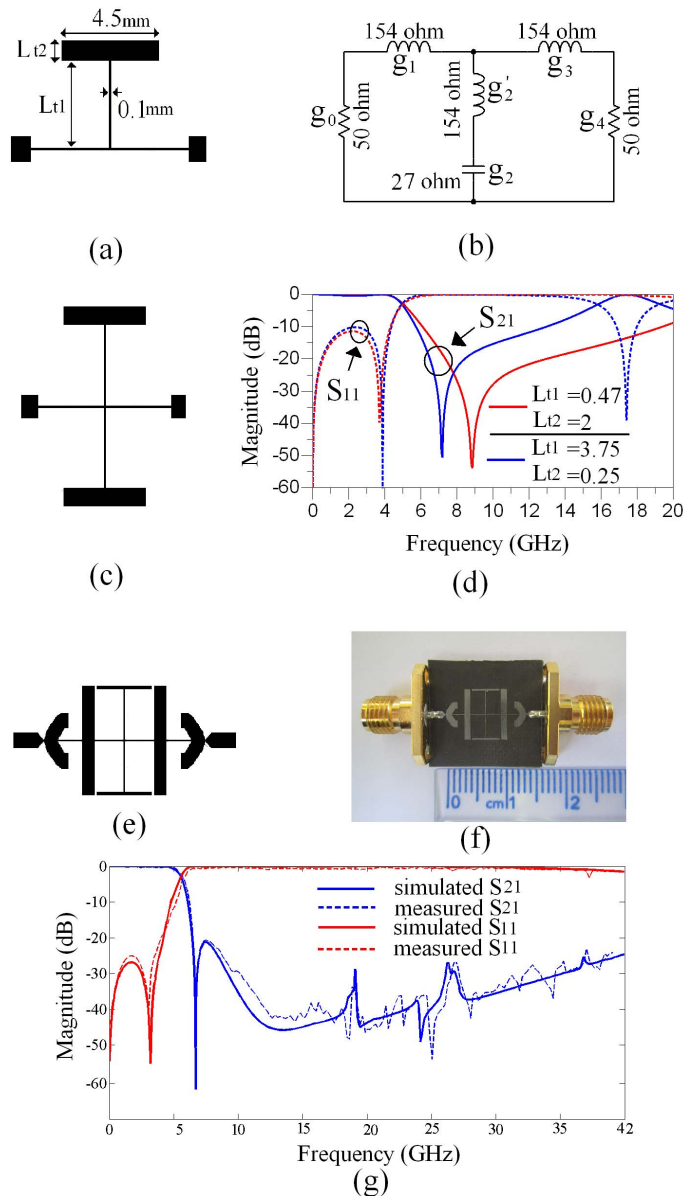 4.5mm
Lt2
Lt1
0.1mm
(a)
154 ohm
154 ohm
g1
g3
g2'
154 ohm
g0
50 ohm
g4
50 ohm
27 ohm
g2
(b)
(c)
Magnitude (dB)
0
-10
-20
-30
-40
-50
-60
S21
S11
Lt1 =0.47
Lt2 =2
Lt1 =3.75
Lt2 =0.25
0 2 4 6 8 10 12 14 16 18 20
Frequency (GHz)
(d)
(e)
0 cm 1 2
(f)
Magnitude (dB)
0
-10
-20
-30
-40
-50
-60
simulated S21
measured S21
simulated S11
measured S11
0 5 10 15 20 25 30 35 42
Frequency (GHz)
(g)